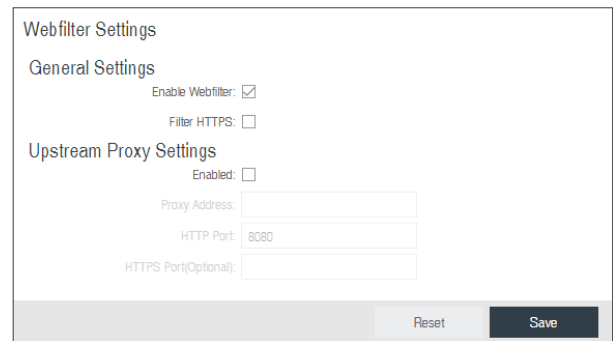 Webfilter Settings
General Settings
Enable Webfilter:
Filter HTTPS:
Upstream Proxy Settings
Enabled:
Proxy Address:
HTTP Port: 8080
HTTPS Port(Optional):
Reset Save